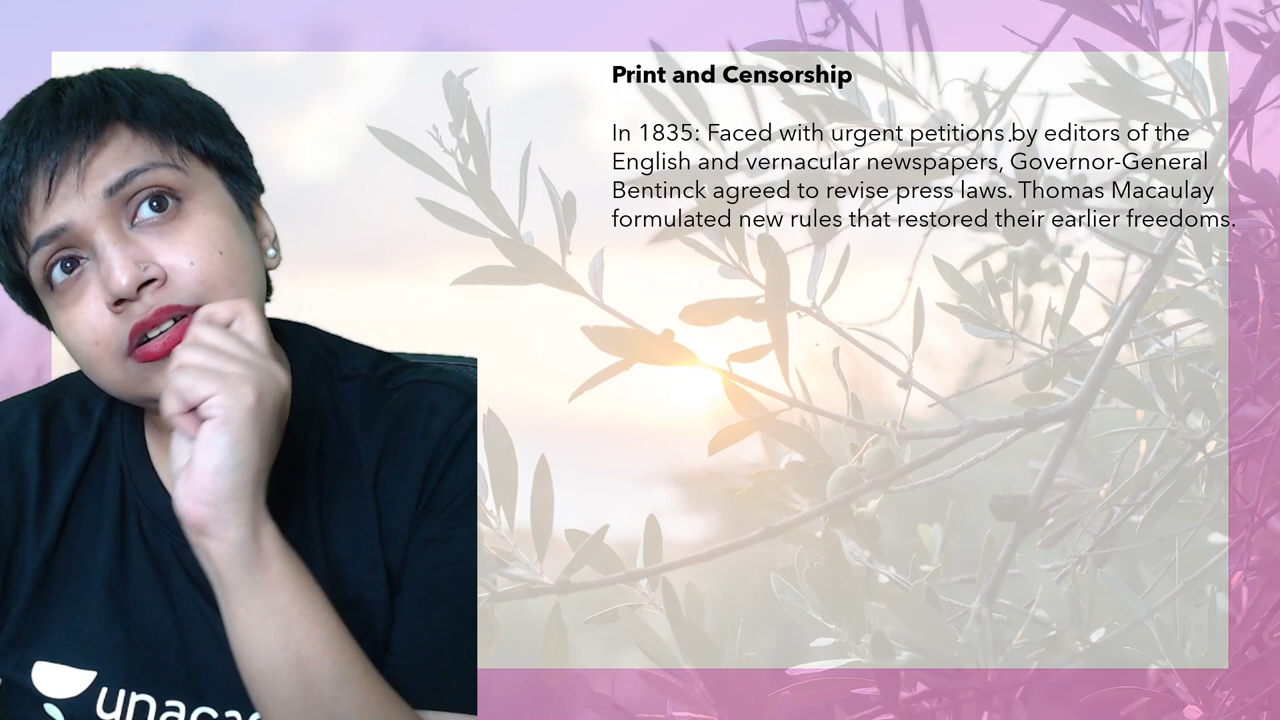 Print and Censorship
In 1835: Faced with urgent petitions by editors of the
English and vernacular newspapers, Governor-General
Bentinck agreed to revise press laws. Thomas Macaulay
formulated new rules that restored their earlier freedoms.